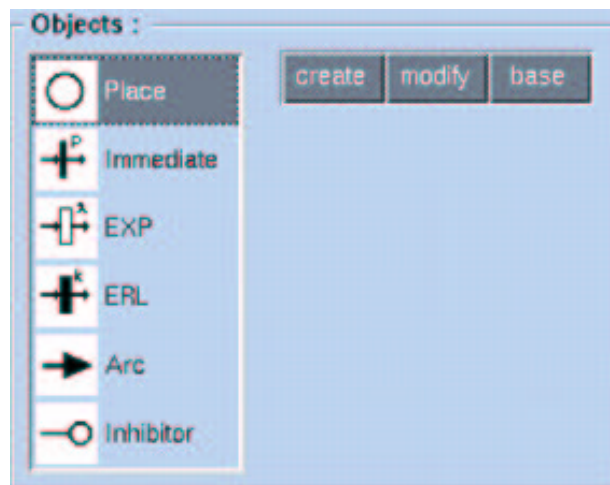 Objects :
Place
create modify base
P
Immediate
λ
EXP
k
ERL
Arc
Inhibitor